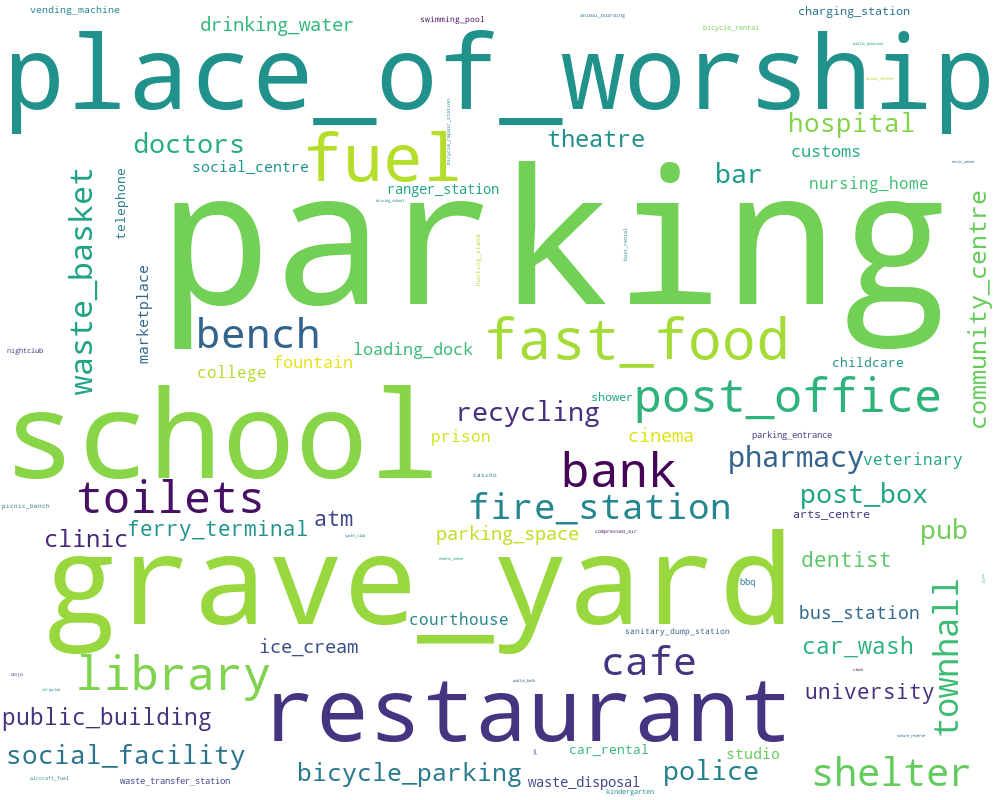 vending_machine
swimming_pool
animal_boarding
charging_station
drinking_water
bicycle_rental
place_of_worship
hospital
doctors
fuel
bicycle_repair_station
theatre
customs
social_centre
ranger_station
bar
nursing_home
telephone
waste_basket
parking
boat_rental
hunting_stand
community_centre
marketplace
bench
fast_food
nightclub
loading_dock
fountain
college
childcare
school
shower
post_office
recycling
prison
cinema
parking_entrance
bank
pharmacy
veterinary
casino
toilets
fire_station
post_box
picnic_bench
arts_centre
atm
ferry_terminal
clinic
parking_space
compressed_air
pub
grave_yard
dentist
bbq
townhall
courthouse
bus_station
sanitary_dump_station
ice_cream
car_wash
library
cafe
university
restaurant
public_building
social_facility
car_rental
studio
bicycle_parking
police
shelter
aircraft_fuel
waste_transfer_station
waste_disposal
kindergarten